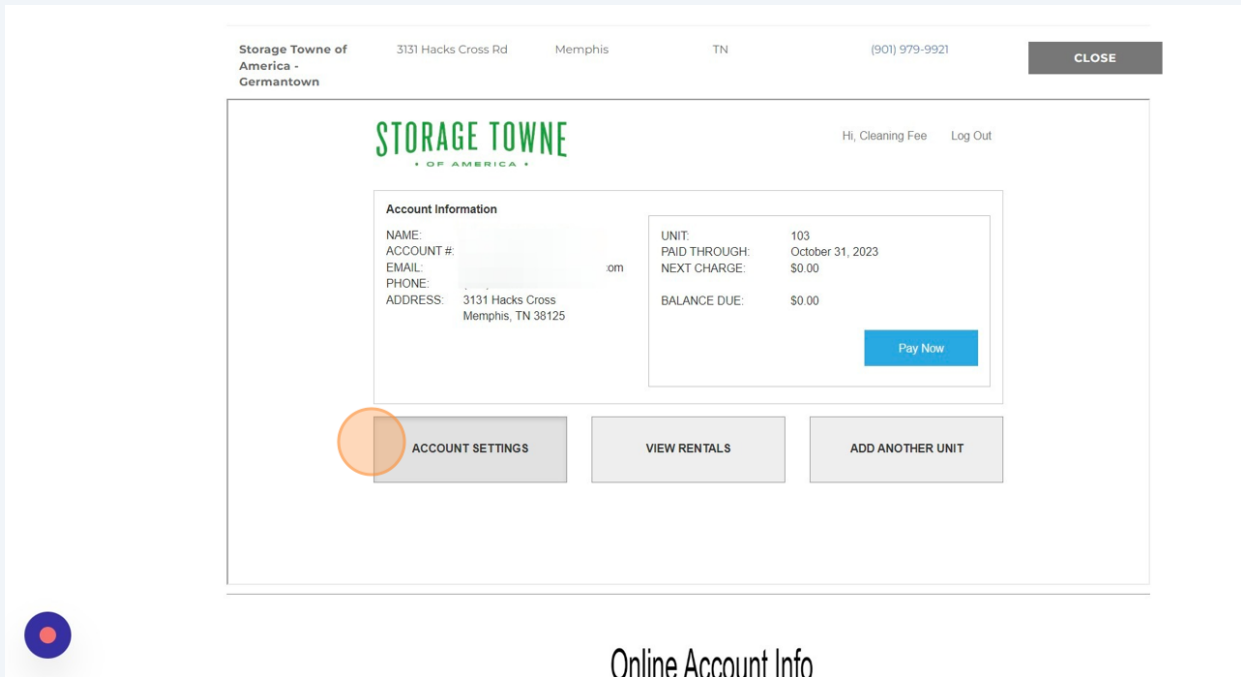 Storage Towne of America - Germantown
3131 Hacks Cross Rd
Memphis
TN
(901) 979-9921
CLOSE
STORAGE TOWNE
• OF AMERICA •
Hi, Cleaning Fee
Log Out
Account Information
NAME:
ACCOUNT #:
EMAIL: om
PHONE:
ADDRESS: 3131 Hacks Cross
Memphis, TN 38125
UNIT: 103
PAID THROUGH: October 31, 2023
NEXT CHARGE: $0.00
BALANCE DUE: $0.00
Pay Now
ACCOUNT SETTINGS
VIEW RENTALS
ADD ANOTHER UNIT
Online Account Info